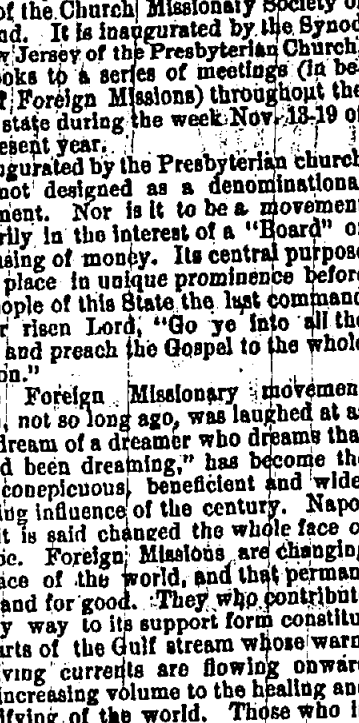 of the Church Missionary Society of
nd. It is inaugurated by the Synod
w Jersey of the Presbyterian Church,
ooks to a series of meetings (in be-
f Foreign Missions) throughout the
state during the week Nov. 13-19 of
esent year.
ugurated by the Presbyterian church
not designed as a denominational
ment. Nor is it to be a movement
rily in the interest of a "Board" or
ising of money. Its central purpose
place in unique prominence before
ople of this State the last command
r risen Lord, "Go ye into all the
and preach the Gospel to the whole
on."
Foreign Missionary movement
, not so long ago, was laughed at as
dream of a dreamer who dreams that
d been dreaming," has become the
conspicuous, beneficent and wide
ing influence of the century. Napo
it is said changed the whole face of
pe. Foreign Missions are changing
ace of the world, and that perman
and for good. They who contribut
y way to its support form constitu
arts of the Gulf stream whose warm
ving currents are flowing onward
increasing volume to the healing an
ifying of the world. Those who